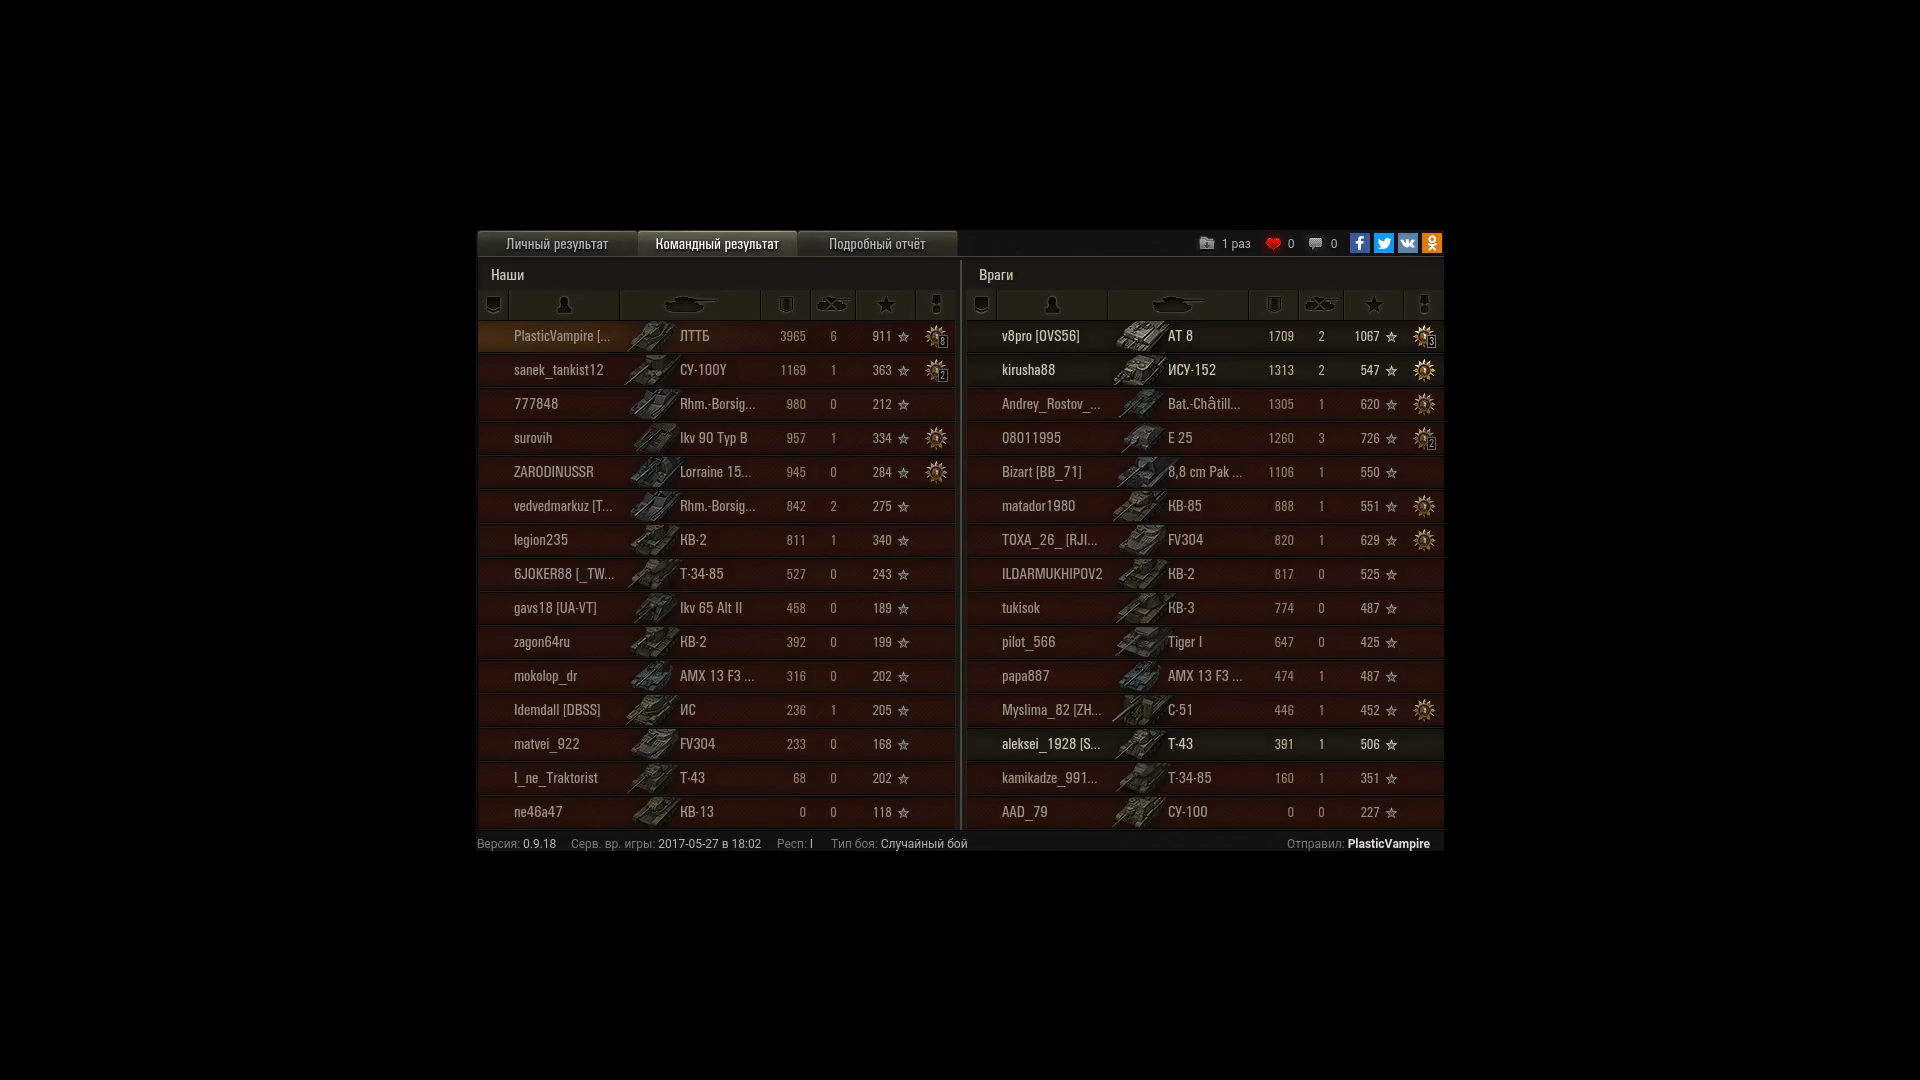 Личный результат Командный результат Подробный отчёт 1 раз 0 0
Наши Враги
PlasticVampire [... ЛТТБ 3965 6 911 8 v8pro [OVS56] AT 8 1709 2 1067 3
sanek_tankist12 СУ-100Y 1169 1 363 2 kirusha88 ИСУ-152 1313 2 547
777848 Rhm.-Borsig... 980 0 212 Andrey_Rostov_... Bat.-Châtill... 1305 1 620
surovih Ikv 90 Typ B 957 1 334 08011995 E 25 1260 3 726 2
ZARODINUSSR Lorraine 15... 945 0 284 Bizart [BB_71] 8,8 cm Pak ... 1106 1 550
vedvedmarkuz [T... Rhm.-Borsig... 842 2 275 matador1980 КВ-85 888 1 551
legion235 КВ-2 811 1 340 TOXA_26_ [RJI... FV304 820 1 629
6JOKER88 [_TW... Т-34-85 527 0 243 ILDARMUKHIPOV2 КВ-2 817 0 525
gavs18 [UA-VT] Ikv 65 Alt II 458 0 189 tukisok КВ-3 774 0 487
zagon64ru КВ-2 392 0 199 pilot_566 Tiger I 647 0 425
mokolop_dr AMX 13 F3 ... 316 0 202 papa887 AMX 13 F3 ... 474 1 487
Idemdall [DBSS] ИС 236 1 205 Myslima_82 [ZH... С-51 446 1 452
matvei_922 FV304 233 0 168 aleksei_1928 [S... Т-43 391 1 506
I_ne_Traktorist Т-43 68 0 202 kamikadze_991... Т-34-85 160 1 351
ne46a47 КВ-13 0 0 118 AAD_79 СУ-100 0 0 227
Версия: 0.9.18 Серв. вр. игры: 2017-05-27 в 18:02 Респ: I Тип боя: Случайный бой Отправил: PlasticVampire